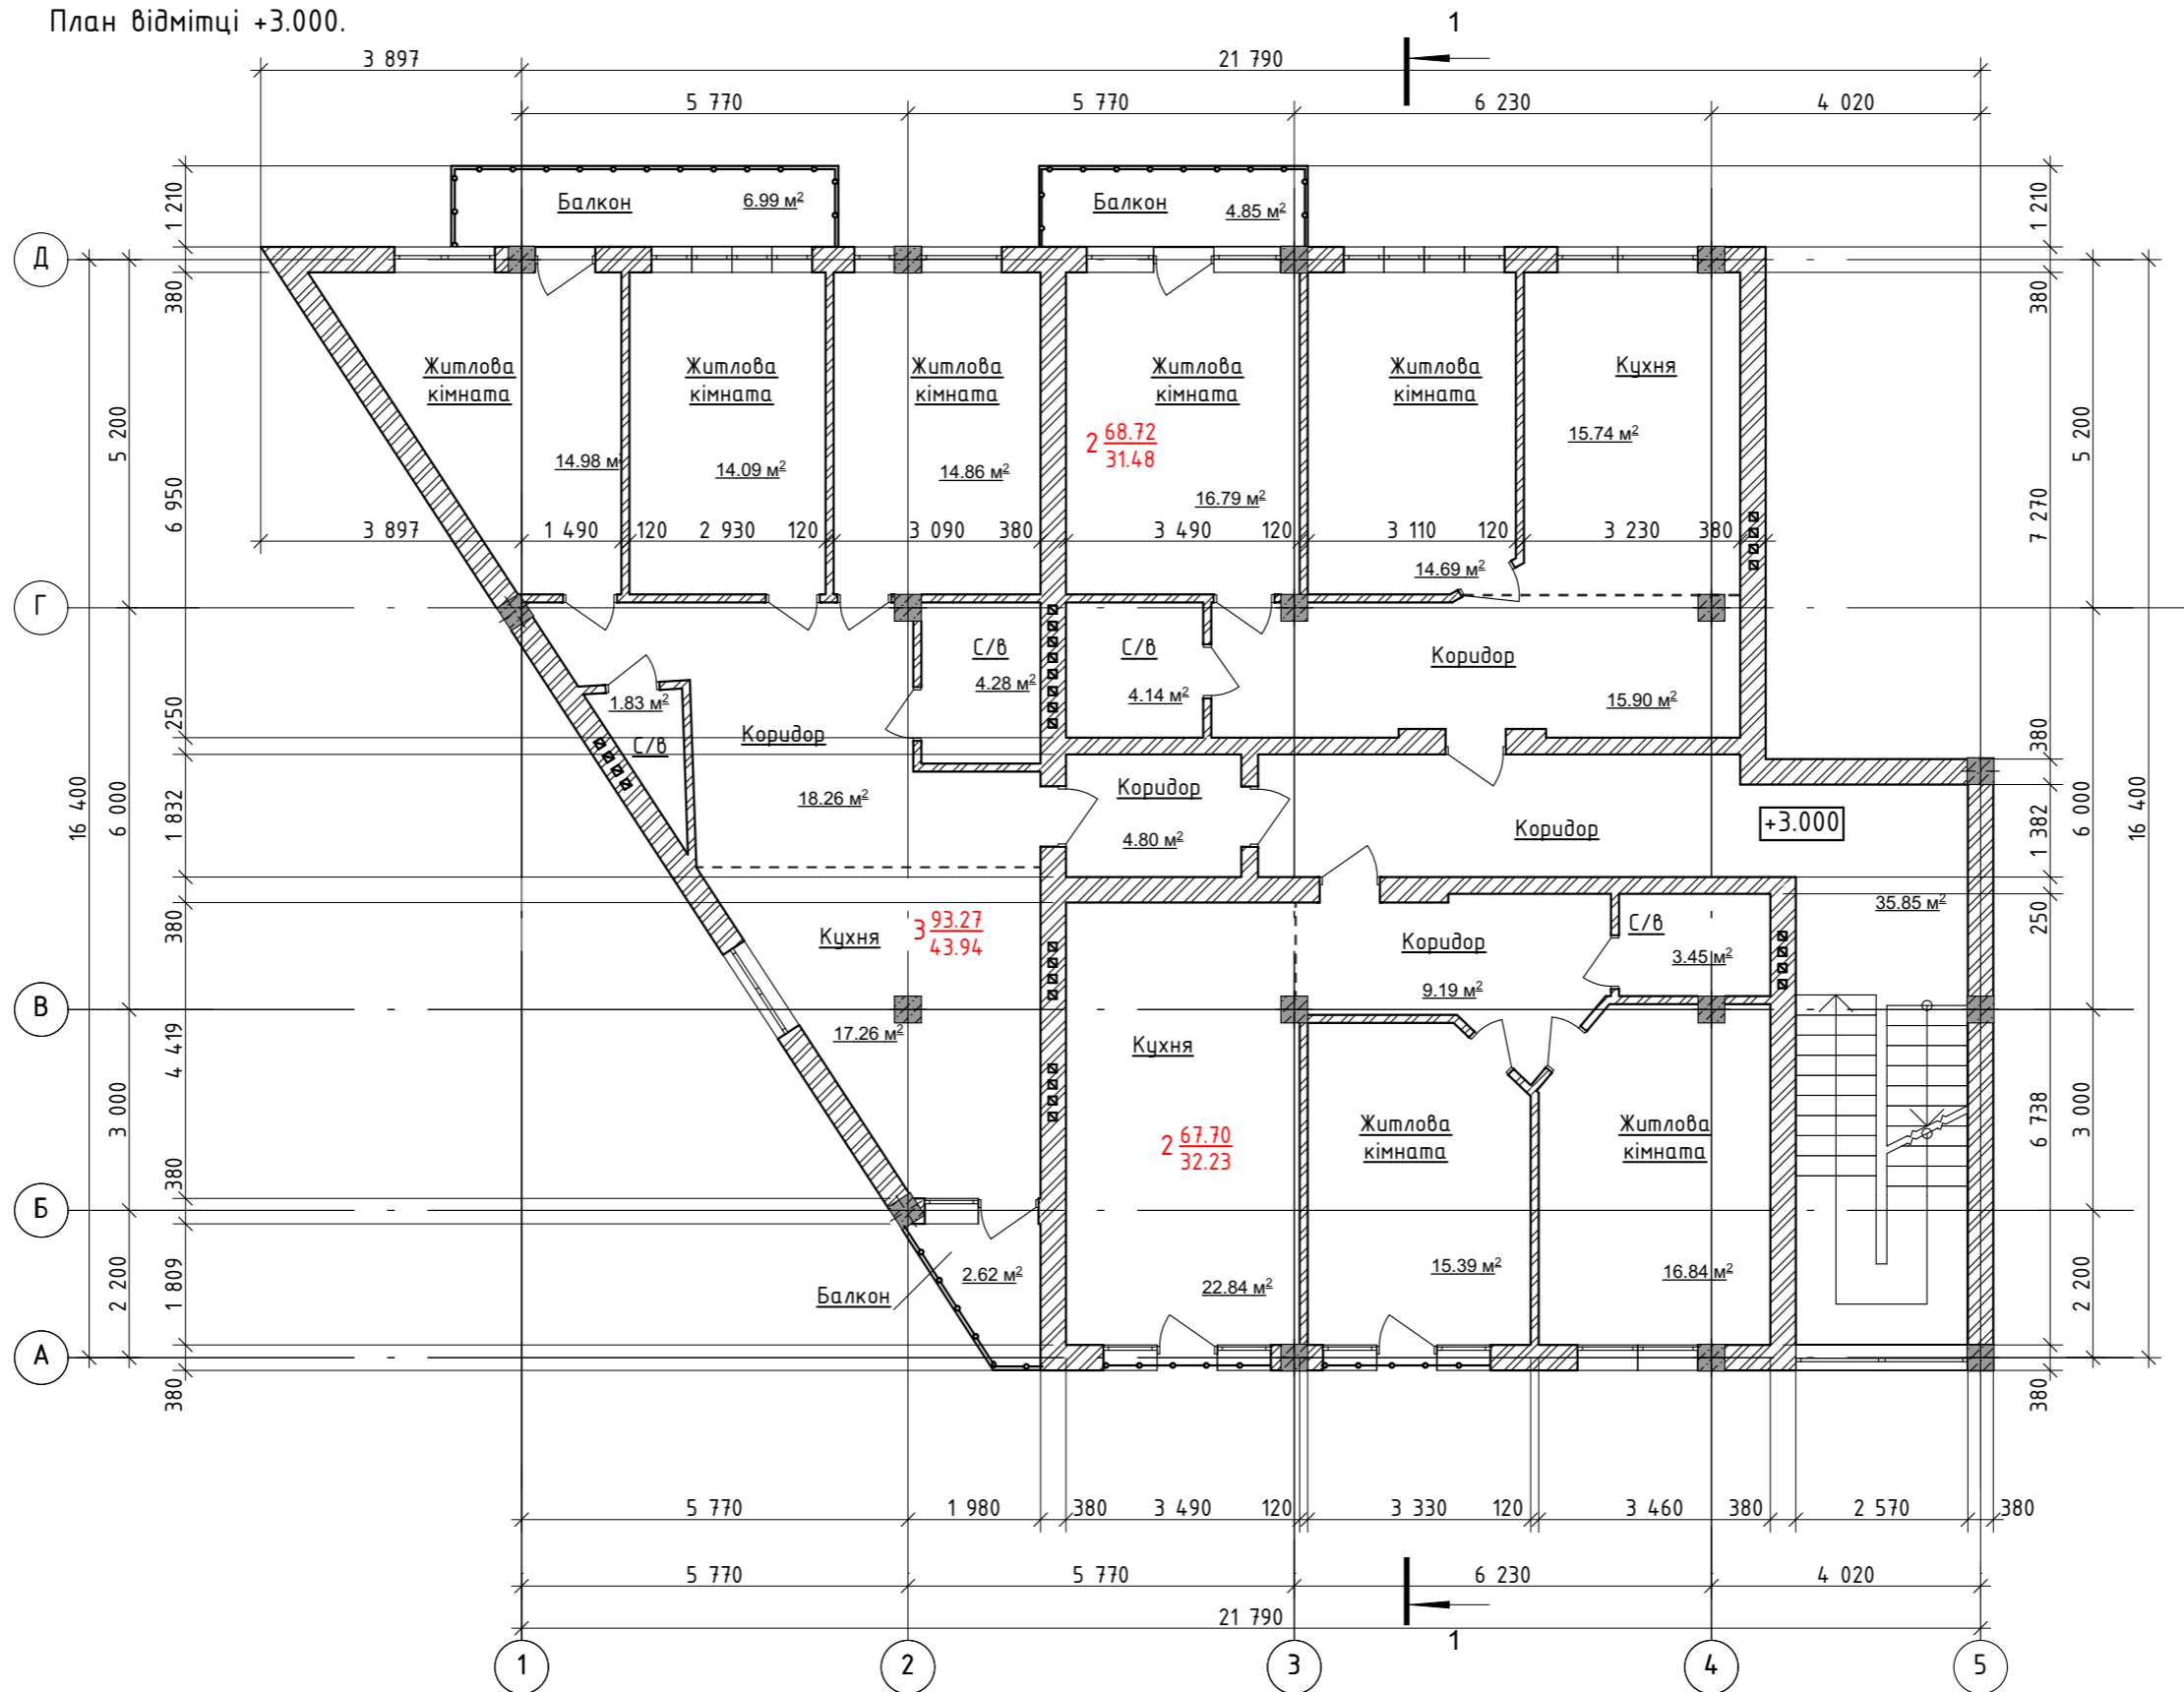 План відмітці +3.000.
1
3 897
21 790
5 770
5 770
6 230
4 020
1 210
1 210
Балкон
6.99 м²
Балкон
4.85 м²
Д
380
380
Житлова
кімната
Житлова
кімната
Житлова
кімната
Житлова
кімната
Житлова
кімната
Кухня
5 200
6 950
5 200
7 270
14.98 м²
14.09 м²
14.86 м²
2 68.72
31.48
16.79 м²
15.74 м²
3 897
1 490
120
2 930
120
3 090
380
3 490
120
3 110
120
3 230
380
14.69 м²
Г
С/в
4.28 м²
С/в
4.14 м²
Коридор
15.90 м²
1.83 м²
С/в
Коридор
18.26 м²
250
380
Коридор
4.80 м²
Коридор
+3.000
16 400
6 000
1 832
1 382
6 000
16 400
380
250
35.85 м²
Кухня
3 93.27
43.94
17.26 м²
Коридор
9.19 м²
С/в
3.45 м²
В
4 419
3 000
Кухня
2 67.70
32.23
22.84 м²
Житлова
кімната
15.39 м²
Житлова
кімната
16.84 м²
6 738
3 000
380
Б
1 809
2 200
2.62 м²
Балкон
2 200
А
380
380
5 770
1 980
380
3 490
120
3 330
120
3 460
380
2 570
380
5 770
5 770
6 230
4 020
21 790
1
1
2
3
4
5